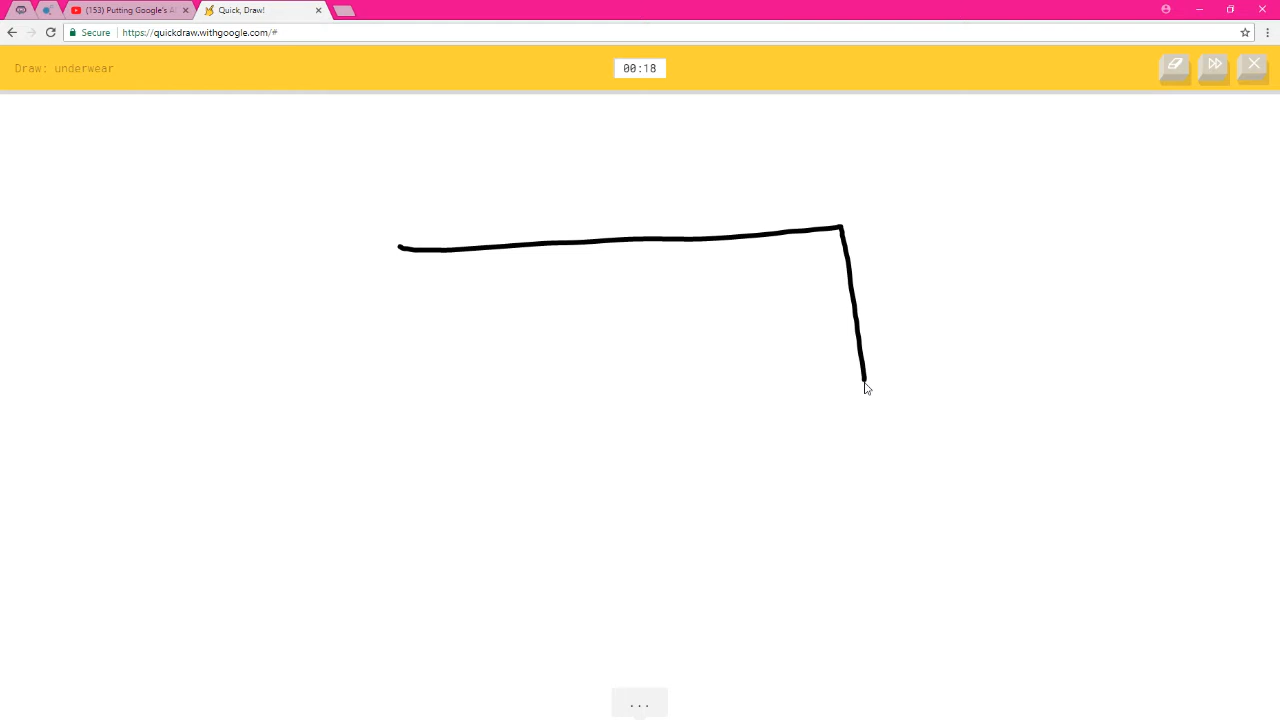 (153) Putting Google's A
Quick, Draw!
Secure
https://quickdraw.withgoogle.com/#
Draw: underwear
00:18
...